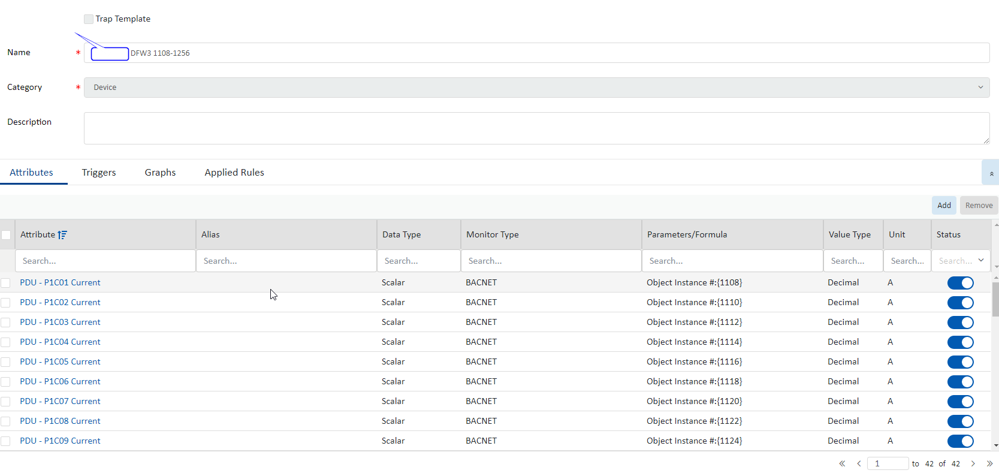 Trap Template
Name * DFW3 1108-1256
Category * Device
Description
Attributes Triggers Graphs Applied Rules
Add Remove
Attribute Alias Data Type Monitor Type Parameters/Formula Value Type Unit Status
Search... Search... Search... Search... Search... Search... Search... Search...
PDU - P1C01 Current Scalar BACNET Object Instance #:{1108} Decimal A
PDU - P1C02 Current Scalar BACNET Object Instance #:{1110} Decimal A
PDU - P1C03 Current Scalar BACNET Object Instance #:{1112} Decimal A
PDU - P1C04 Current Scalar BACNET Object Instance #:{1114} Decimal A
PDU - P1C05 Current Scalar BACNET Object Instance #:{1116} Decimal A
PDU - P1C06 Current Scalar BACNET Object Instance #:{1118} Decimal A
PDU - P1C07 Current Scalar BACNET Object Instance #:{1120} Decimal A
PDU - P1C08 Current Scalar BACNET Object Instance #:{1122} Decimal A
PDU - P1C09 Current Scalar BACNET Object Instance #:{1124} Decimal A
1 to 42 of 42